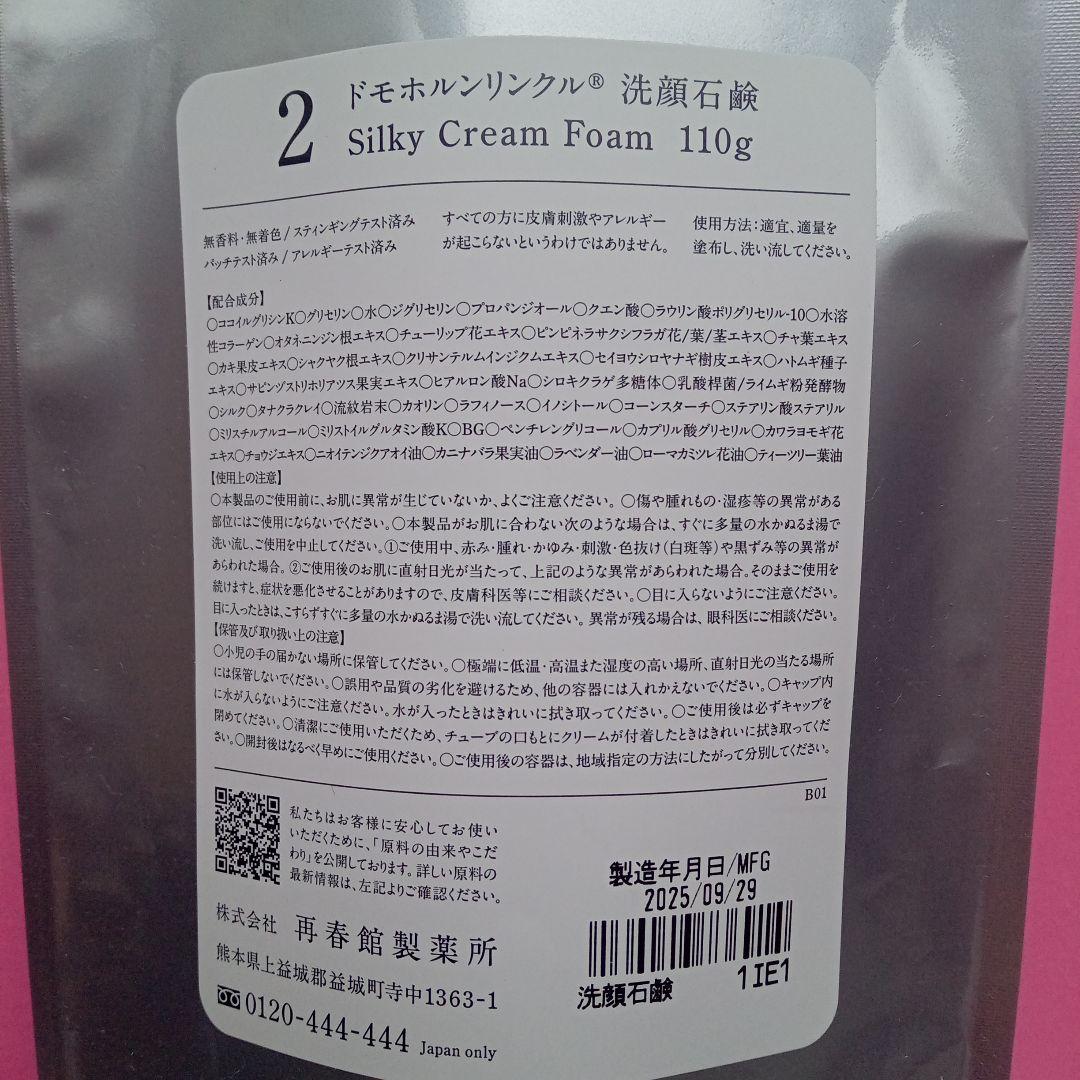 2
ドモホルンリンクル® 洗顔石鹸
Silky Cream Foam 110g
無香料・無着色/スティンギングテスト済み
パッチテスト済み/アレルギーテスト済み
すべての方に皮膚刺激やアレルギー
が起こらないというわけではありません。
使用方法:適宜、適量を
塗布し、洗い流してください。
【配合成分】
○ココイルグリシンK○グリセリン○水○ジグリセリン○プロパンジオール○クエン酸○ラウリン酸ポリグリセリル-10○水溶
性コラーゲン○オタネニンジン根エキス○チューリップ花エキス○ピンピネラサクシフラガ花/葉/茎エキス○チャ葉エキス
○カキ果皮エキス○シャクヤク根エキス○クリサンテルムインジクムエキス○セイヨウシロヤナギ樹皮エキス○ハトムギ種子
エキス○サピンヅストリホリアツス果実エキス○ヒアルロン酸Na○シロキクラゲ多糖体○乳酸桿菌/ライムギ粉発酵物
○シルク○タナクラクレイ○流紋岩末○カオリン○ラフィノース○イノシトール○コーンスターチ○ステアリン酸ステアリル
○ミリスチルアルコール○ミリストイルグルタミン酸K○BG○ペンチレングリコール○カプリル酸グリセリル○カワラヨモギ花
エキス○チョウジエキス○ニオイテンジクアオイ油○カニナバラ果実油○ラベンダー油○ローマカミツレ花油○ティーツリー葉油
【使用上の注意】
○本製品のご使用前に、お肌に異常が生じていないか、よくご注意ください。○傷や腫れもの・湿疹等の異常がある
部位にはご使用にならないでください。○本製品がお肌に合わない次のような場合は、すぐに多量の水かぬるま湯で
洗い流し、ご使用を中止してください。①ご使用中、赤み・腫れ・かゆみ・刺激・色抜け(白斑等)や黒ずみ等の異常が
あらわれた場合。②ご使用後のお肌に直射日光が当たって、上記のような異常があらわれた場合。そのままご使用を
続けますと、症状を悪化させることがありますので、皮膚科医等にご相談ください。○目に入らないようにご注意ください。
目に入ったときは、こすらずすぐに多量の水かぬるま湯で洗い流してください。異常が残る場合は、眼科医にご相談ください。
【保管及び取り扱い上の注意】
○小児の手の届かない場所に保管してください。○極端に低温・高温また湿度の高い場所、直射日光の当たる場所
には保管しないでください。○誤用や品質の劣化を避けるため、他の容器には入れかえないでください。○キャップ内
に水が入らないようにご注意ください。水が入ったときはきれいに拭き取ってください。○ご使用後は必ずキャップを
閉めてください。○清潔にご使用いただくため、チューブの口もとにクリームが付着したときはきれいに拭き取ってくだ
さい。○開封後はなるべく早めにご使用ください。○ご使用後の容器は、地域指定の方法にしたがって分別してください。
B01
私たちはお客様に安心してお使い
いただくために、「原料の由来やこだ
わり」を公開しております。詳しい原料の
最新情報は、左記よりご確認ください。
株式会社 再春館製薬所
熊本県上益城郡益城町寺中1363-1
0120-444-444 Japan only
製造年月日/MFG
2025/09/29
洗顔石鹸 1IE1